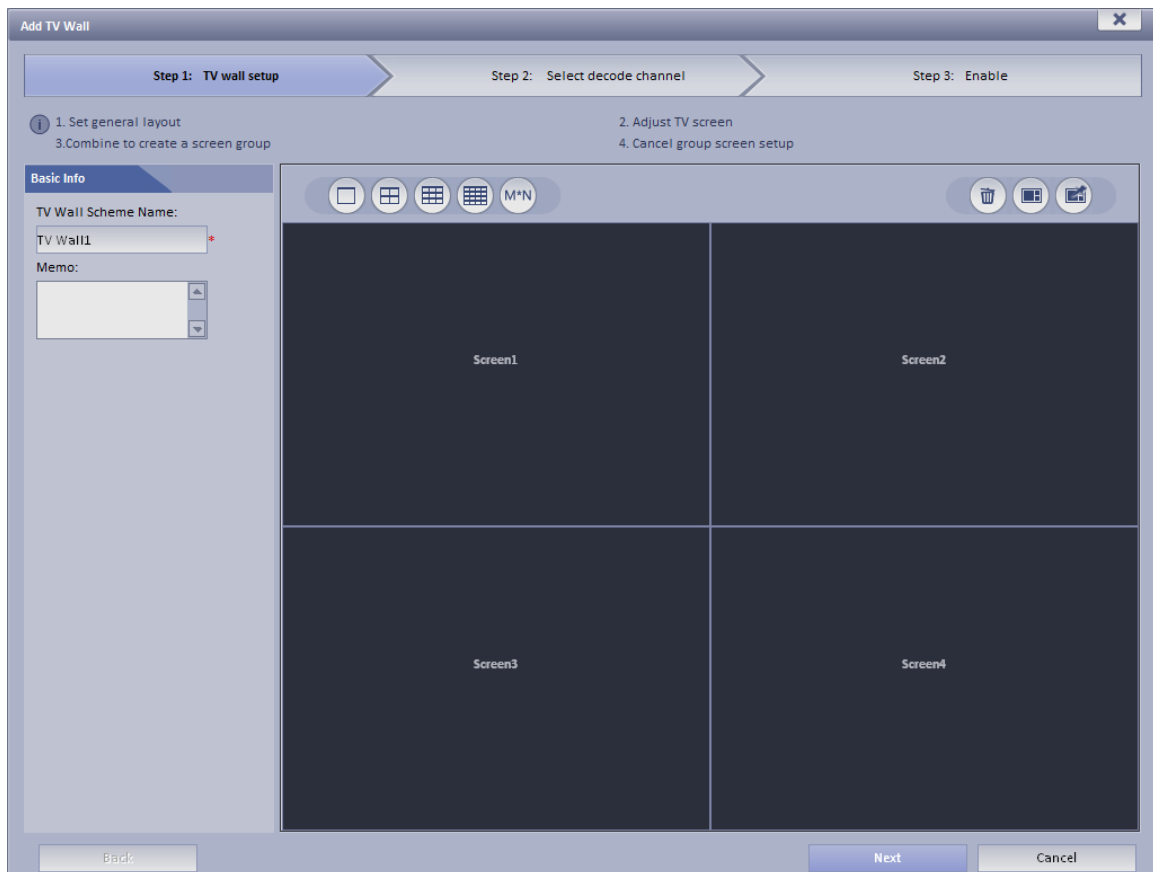 Add TV Wall
Step 1: TV wall setup
Step 2: Select decode channel
Step 3: Enable
1. Set general layout
2. Adjust TV screen
3.Combine to create a screen group
4. Cancel group screen setup
Basic Info
M*N
TV Wall Scheme Name:
TV Wall1 *
Memo:
Screen1
Screen2
Screen3
Screen4
Back
Next
Cancel